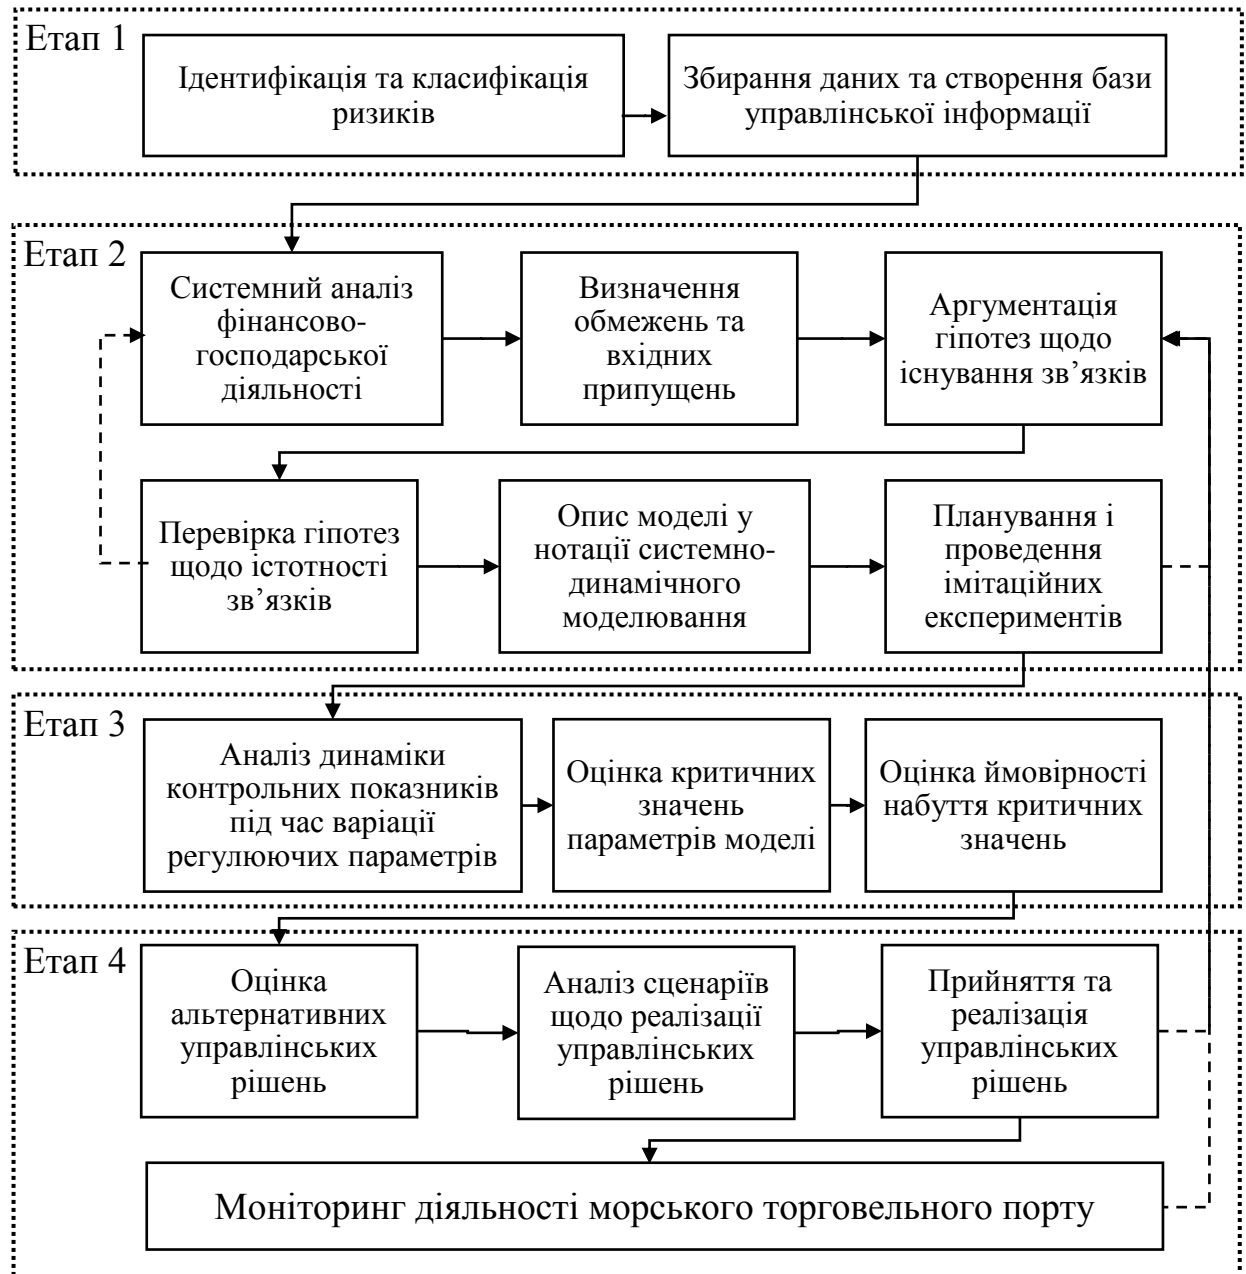 Етап 1
Ідентифікація та класифікація
ризиків
Збирання даних та створення бази
управлінської інформації
Етап 2
Системний аналіз
фінансово-
господарської
діяльності
Визначення
обмежень та
вхідних
припущень
Аргументація
гіпотез щодо
існування зв’язків
Перевірка гіпотез
щодо істотності
зв’язків
Опис моделі у
нотації системно-
динамічного
моделювання
Планування і
проведення
імітаційних
експериментів
Етап 3
Аналіз динаміки
контрольних показників
під час варіації
регулюючих параметрів
Оцінка критичних
значень
параметрів моделі
Оцінка ймовірності
набуття критичних
значень
Етап 4
Оцінка
альтернативних
управлінських
рішень
Аналіз сценаріїв
щодо реалізації
управлінських
рішень
Прийняття та
реалізація
управлінських
рішень
Моніторинг діяльності морського торговельного порту